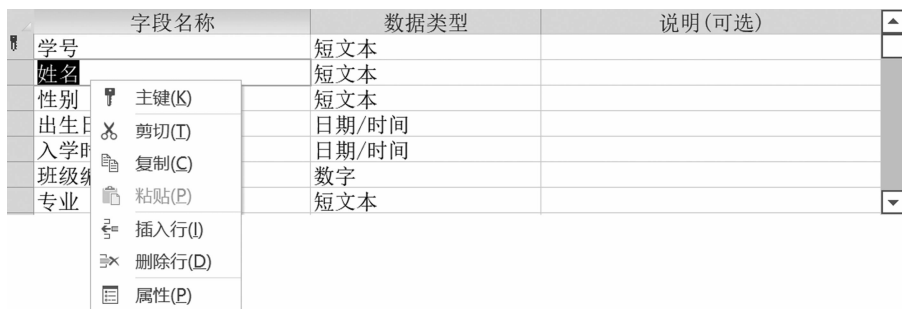 字段名称 数据类型 说明(可选)
学号 短文本
姓名 短文本
性别 短文本
出生日 日期/时间
入学时 日期/时间
班级编 数字
专业 短文本
主键(K)
剪切(T)
复制(C)
粘贴(P)
插入行(I)
删除行(D)
属性(P)